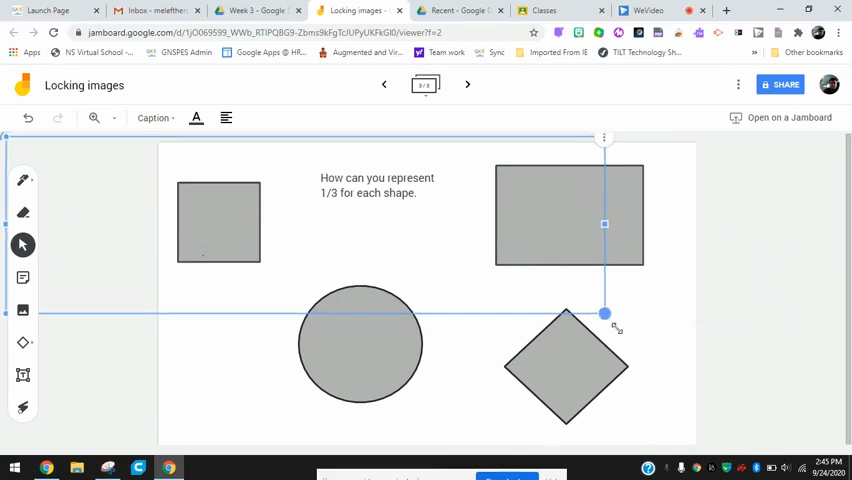 Launch Page
Inbox - melefther
Week 3 - Google D
Locking images - 
Recent - Google D
Classes
WeVideo
jamboard.google.com/d/1jO069599_WWb_RTlPQBG9-Zbms9kFgTcJUPyUKFkGl0/viewer?f=2
Apps
NS Virtual School -
GNSPES Admin
Google Apps @ HR...
Augmented and Vir...
Team work
Sync
Imported From IE
TILT Technology Sh...
Other bookmarks
Locking images
3/3
SHARE
Caption
A
Open on a Jamboard
How can you represent
1/3 for each shape.
2:45 PM
9/24/2020